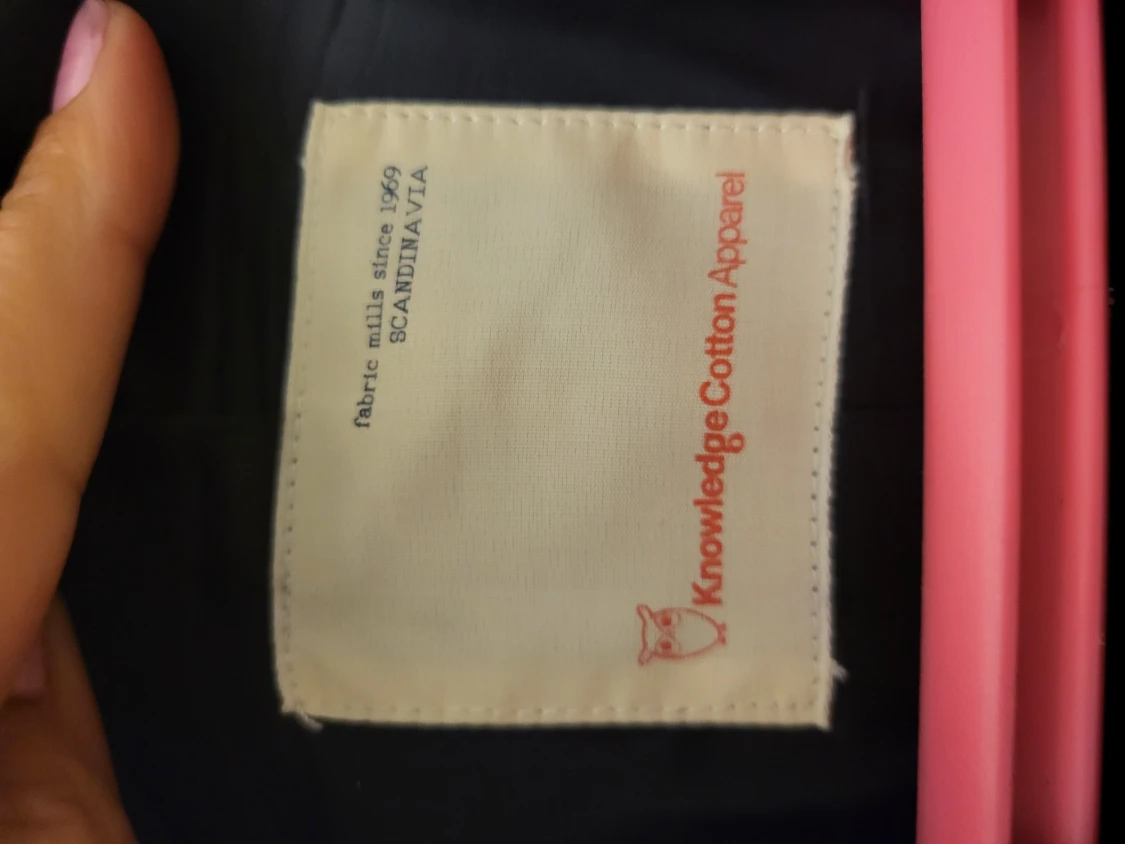 fabric mills since 1969
SCANDINAVIA
KnowledgeCotton Apparel